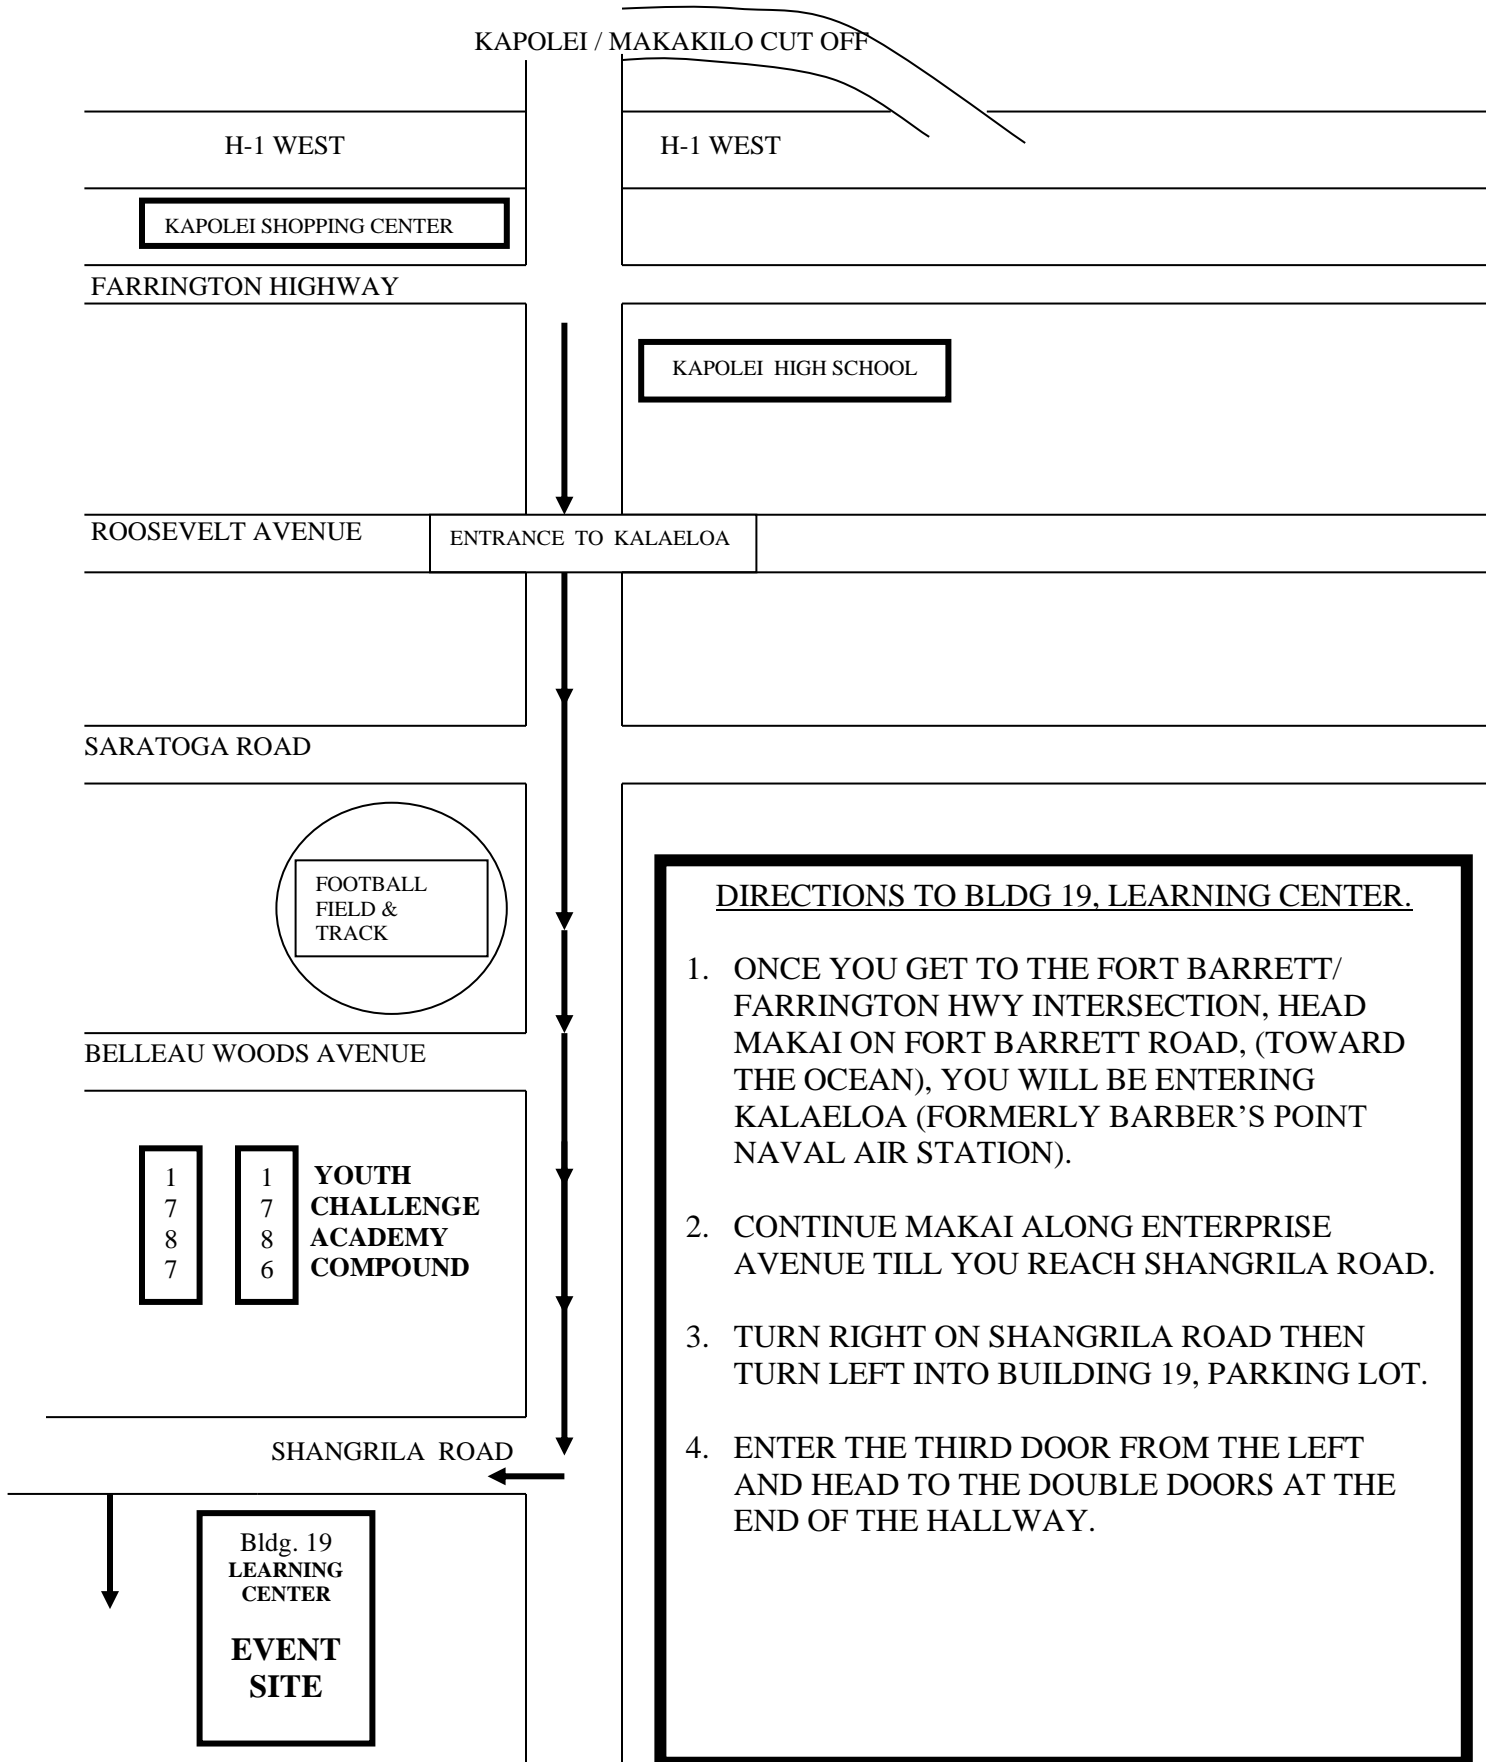 KAPOLEI / MAKAKILO CUT OFF
H-1 WEST
H-1 WEST
KAPOLEI SHOPPING CENTER
FARRINGTON HIGHWAY
KAPOLEI HIGH SCHOOL
ROOSEVELT AVENUE
ENTRANCE TO KALAELOA
SARATOGA ROAD
FOOTBALL
FIELD &
TRACK
BELLEAU WOODS AVENUE
1
7
8
7
1
7
8
6
YOUTH
CHALLENGE
ACADEMY
COMPOUND
SHANGRILA ROAD
Bldg. 19
LEARNING
CENTER
EVENT
SITE
DIRECTIONS TO BLDG 19, LEARNING CENTER.
1. ONCE YOU GET TO THE FORT BARRETT/
FARRINGTON HWY INTERSECTION, HEAD
MAKAI ON FORT BARRETT ROAD, (TOWARD
THE OCEAN), YOU WILL BE ENTERING
KALAELOA (FORMERLY BARBER’S POINT
NAVAL AIR STATION).
2. CONTINUE MAKAI ALONG ENTERPRISE
AVENUE TILL YOU REACH SHANGRILA ROAD.
3. TURN RIGHT ON SHANGRILA ROAD THEN
TURN LEFT INTO BUILDING 19, PARKING LOT.
4. ENTER THE THIRD DOOR FROM THE LEFT
AND HEAD TO THE DOUBLE DOORS AT THE
END OF THE HALLWAY.